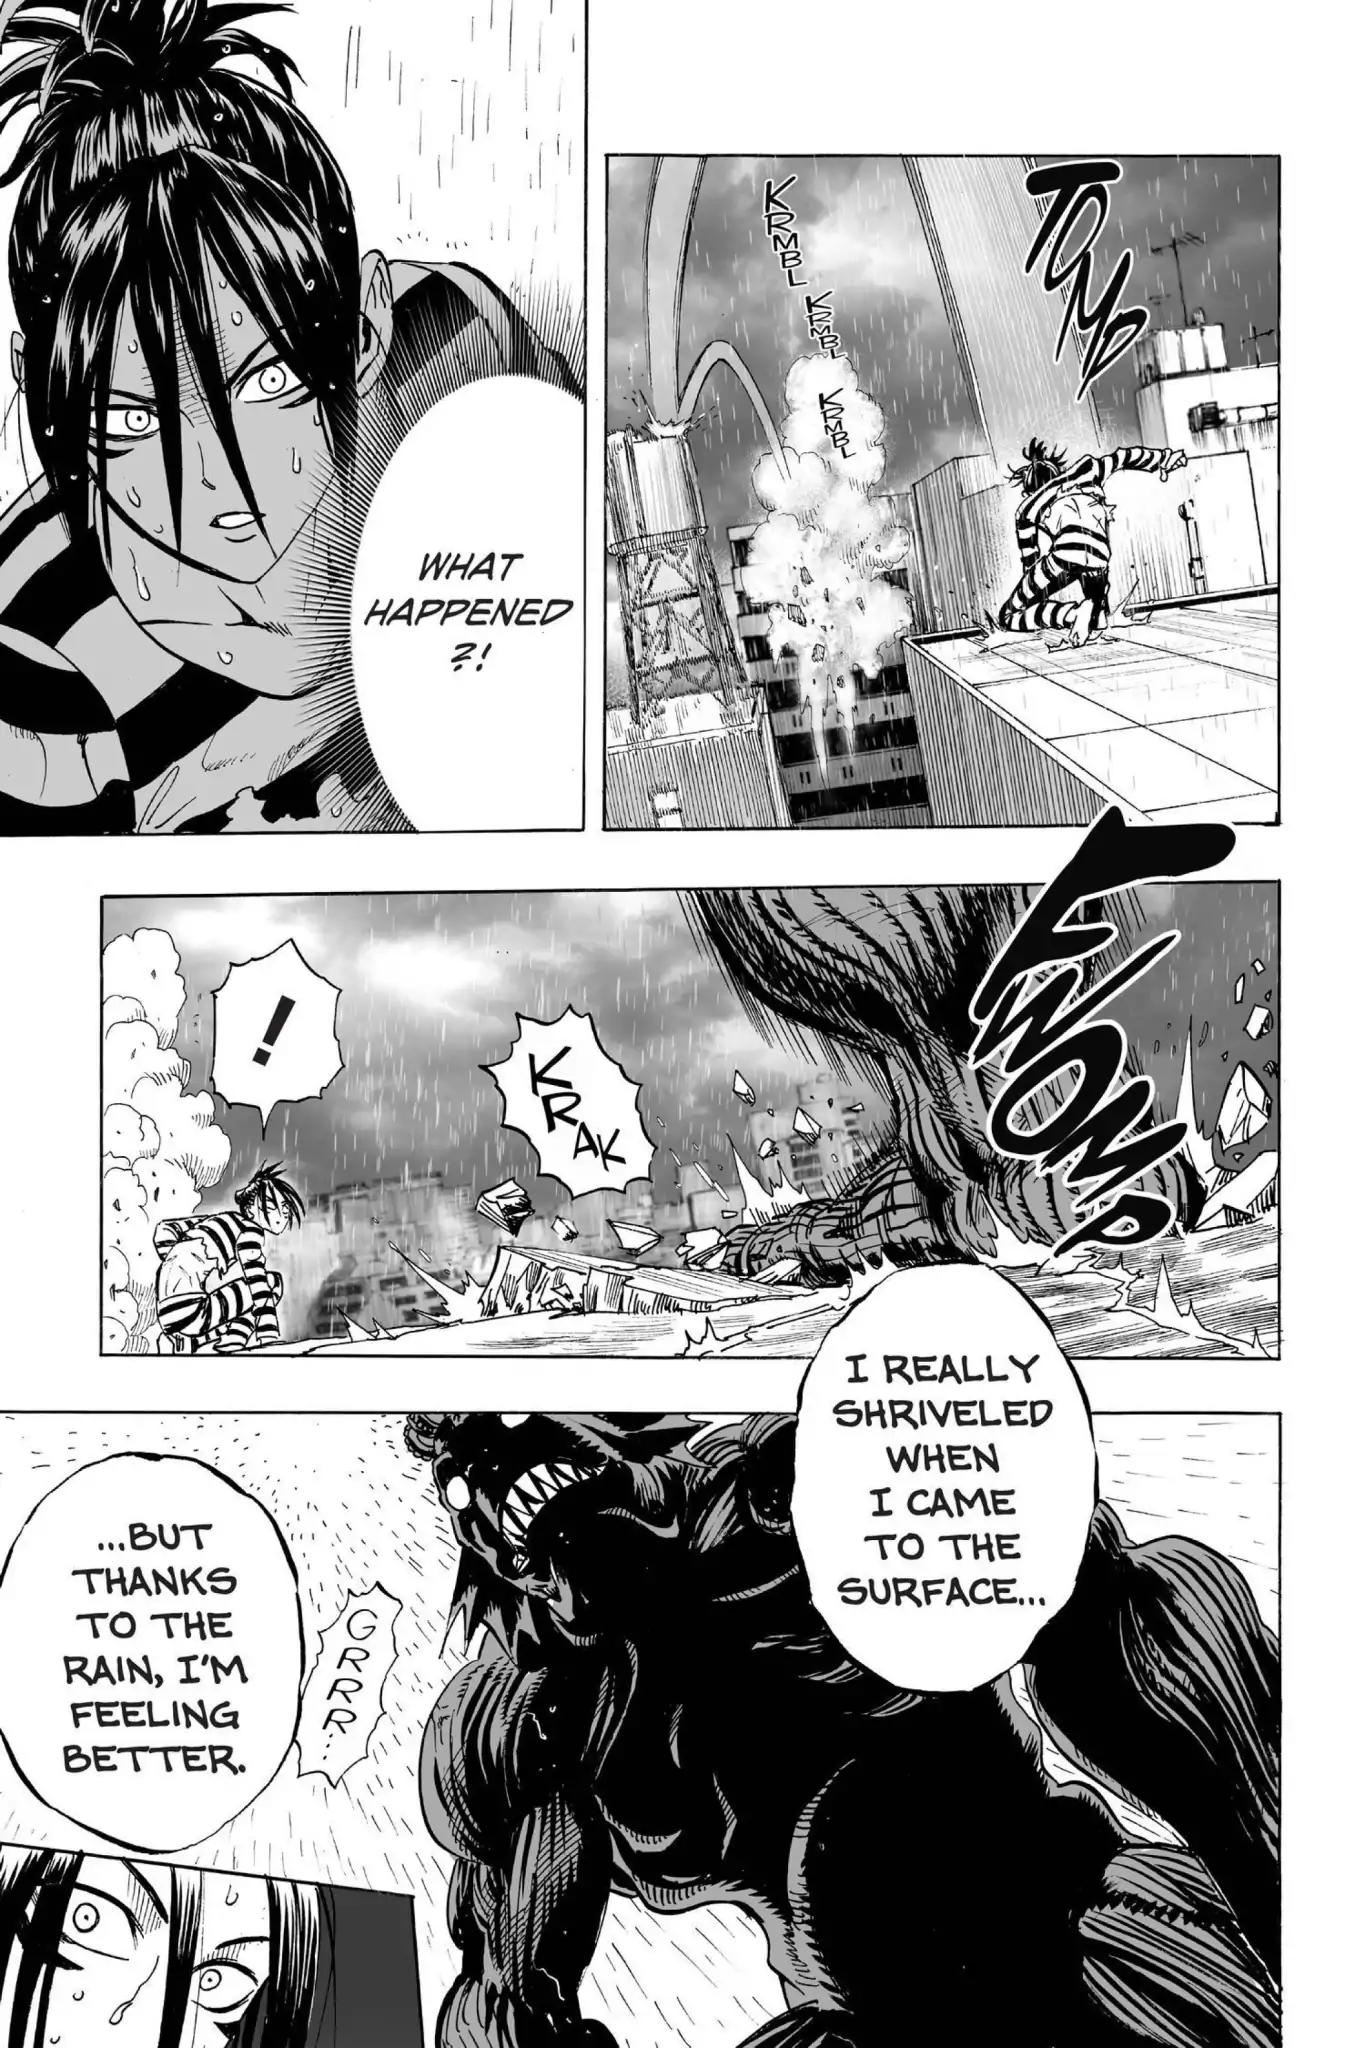 TOMP
KRMBL
KRMBL
KRMBL
WHAT
HAPPENED
?!
FWOMP
KRAK
!
I REALLY
SHRIVELED
WHEN
I CAME
TO THE
SURFACE...
GRRR...
...BUT
THANKS
TO THE
RAIN, I'M
FEELING
BETTER.